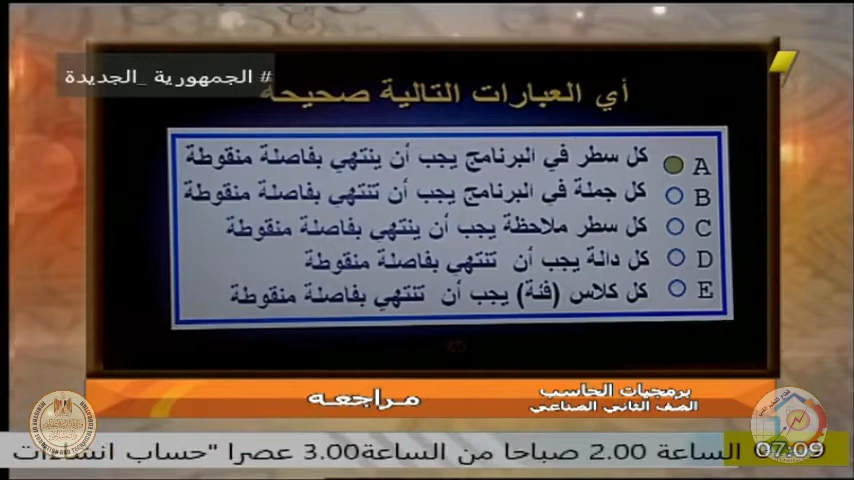 # الجمهورية _الجديدة
أي العبارات التالية صحيحة
A كل سطر في البرنامج يجب أن ينتهي بفاصلة منقوطة
B كل جملة في البرنامج يجب أن تنتهي بفاصلة منقوطة
C كل سطر ملاحظة يجب أن ينتهي بفاصلة منقوطة
D كل دالة يجب أن تنتهي بفاصلة منقوطة
E كل كلاس (فئة) يجب أن تنتهي بفاصلة منقوطة
برمجيات الحاسب
الصف الثاني الصناعي
مراجعه
الساعة 2.00 صباحا من الساعة3.00 عصرا "حساب
07:09